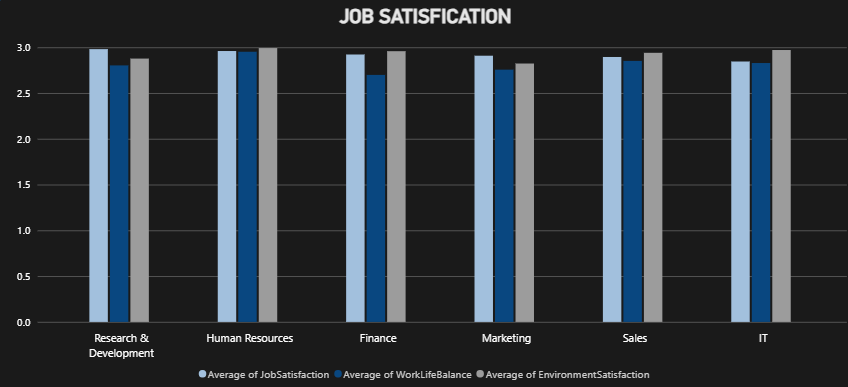 JOB SATISFICATION
3.0
2.5
2.0
1.5
1.0
0.5
0.0
Research &
Development
Human Resources
Finance
Marketing
Sales
IT
Average of JobSatisfaction Average of WorkLifeBalance Average of EnvironmentSatisfaction